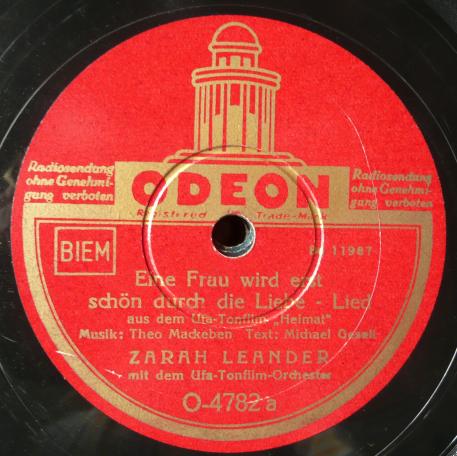 Radiosendung
ohne Genehmi-
gang verboten
ODEON
Registered Trade-Mark
Radiosendung
ohne Genehmi-
gung verboten
BIEM
11987
Eine Frau wird erst
schön durch die Liebe - Lied
aus dem Ufa-Tonfilm „Heimat"
Musik: Theo Mackeben Text: Michael Gesell
ZARAH LEANDER
mit dem Ufa-Tonfilm-Orchester
O-4782 a